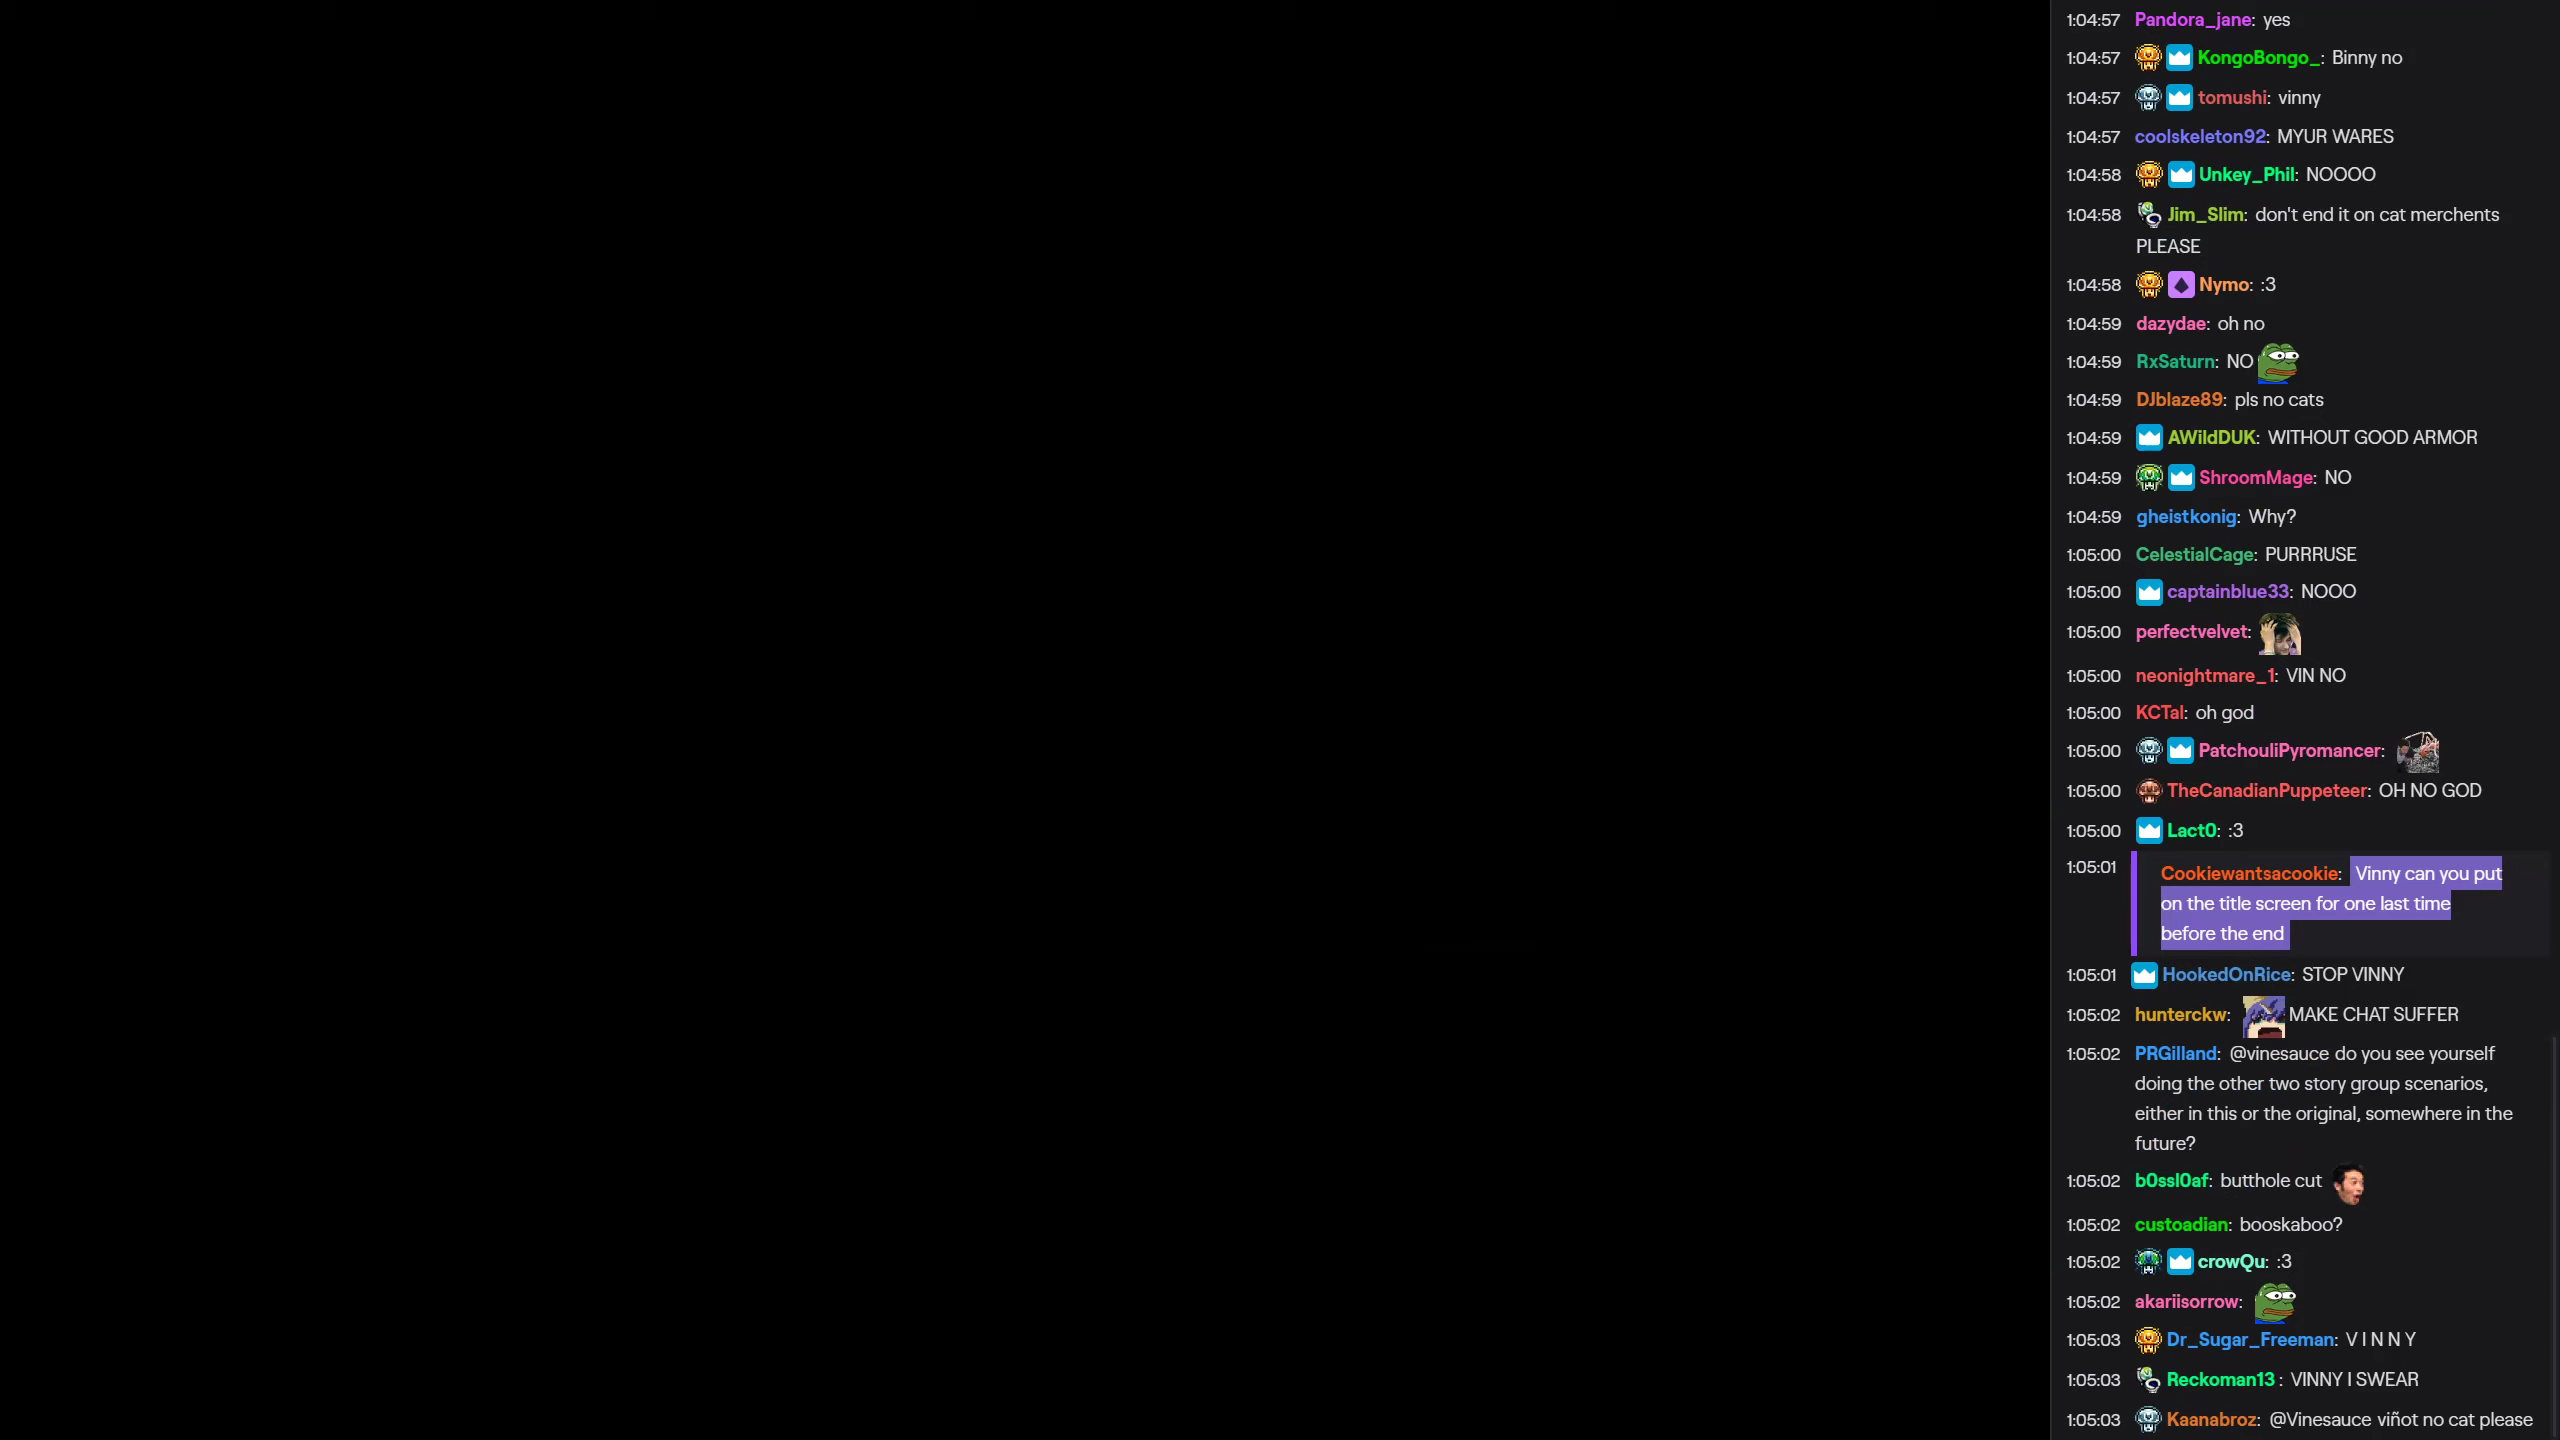 1:04:57 Pandora_jane: yes
1:04:57 KongoBongo_: Binny no
1:04:57 tomushi: vinny
1:04:57 coolskeleton92: MYUR WARES
1:04:58 Unkey_Phil: NOOOO
1:04:58 Jim_Slim: don't end it on cat merchents
PLEASE
1:04:58 Nymo: :3
1:04:59 dazydae: oh no
1:04:59 RxSaturn: NO
1:04:59 DJblaze89: pls no cats
1:04:59 AWildDUK: WITHOUT GOOD ARMOR
1:04:59 ShroomMage: NO
1:04:59 gheistkonig: Why?
1:05:00 CelestialCage: PURRRUSE
1:05:00 captainblue33: NOOO
1:05:00 perfectvelvet:
1:05:00 neonightmare_1: VIN NO
1:05:00 KCTal: oh god
1:05:00 PatchouliPyromancer:
1:05:00 TheCanadianPuppeteer: OH NO GOD
1:05:00 Lact0: :3
1:05:01 Cookiewantsacookie: Vinny can you put
on the title screen for one last time
before the end
1:05:01 HookedOnRice: STOP VINNY
1:05:02 hunterckw: MAKE CHAT SUFFER
1:05:02 PRGilland: @vinesauce do you see yourself
doing the other two story group scenarios,
either in this or the original, somewhere in the
future?
1:05:02 b0ssl0af: butthole cut
1:05:02 custoadian: booskaboo?
1:05:02 crowQu: :3
1:05:02 akariisorrow:
1:05:03 Dr_Sugar_Freeman: V I N N Y
1:05:03 Reckoman13 : VINNY I SWEAR
1:05:03 Kaanabroz: @Vinesauce viñot no cat please